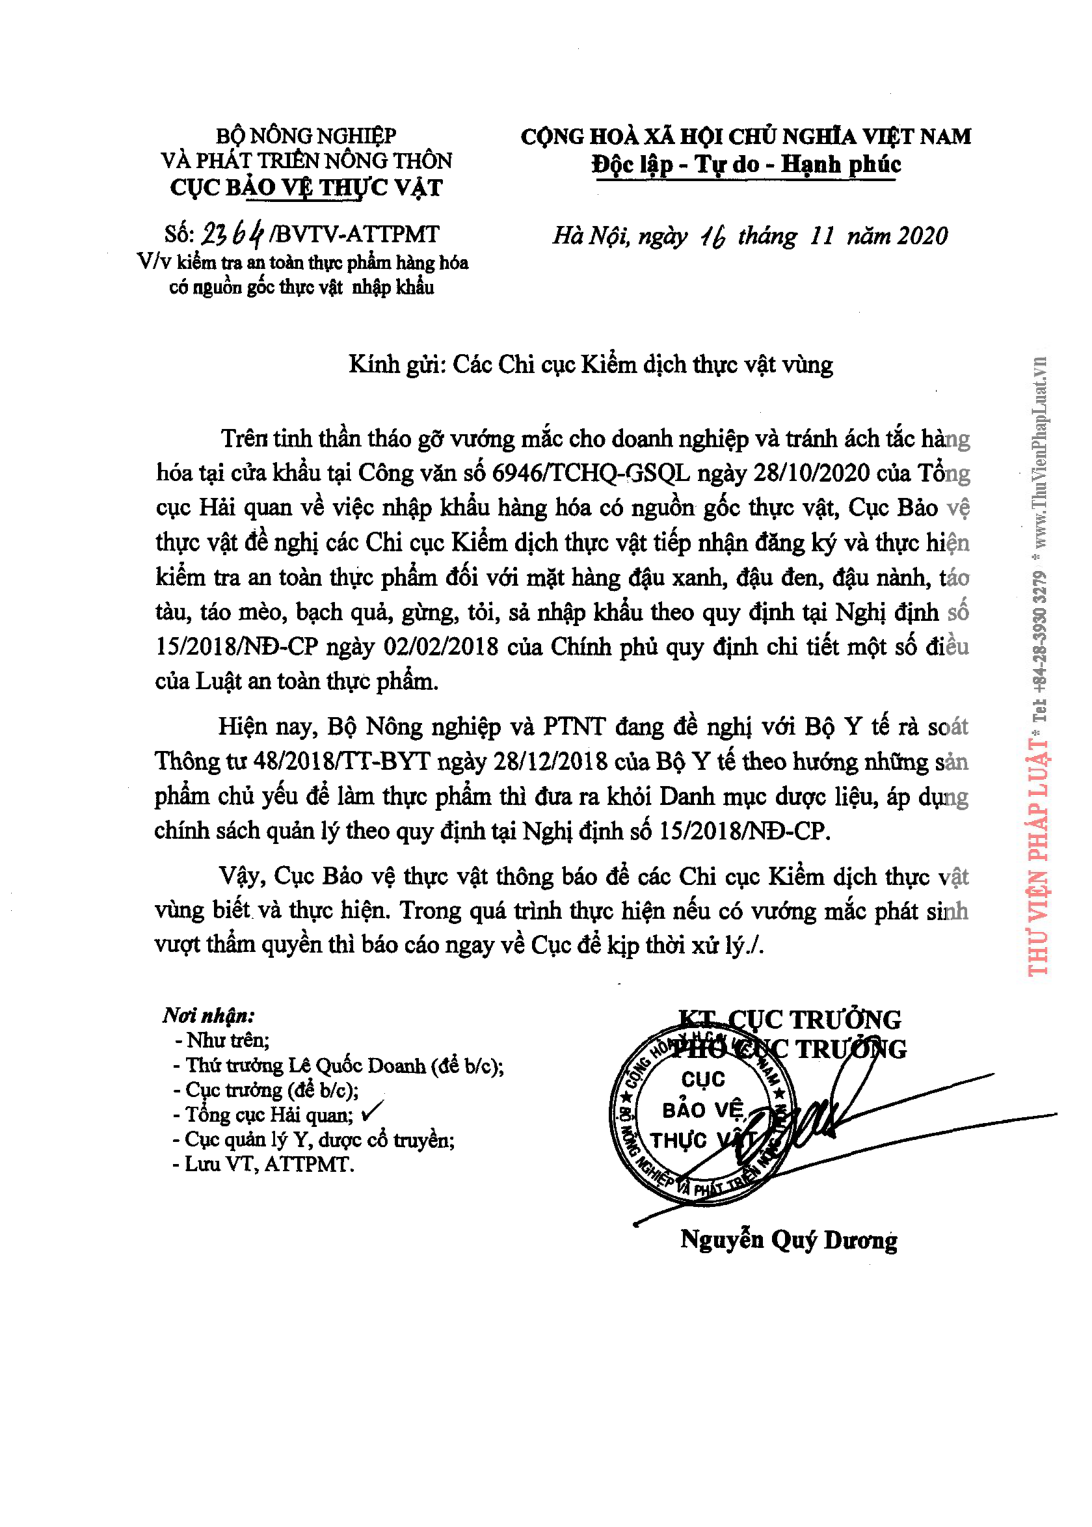 BỘ NÔNG NGHIỆP
VÀ PHÁT TRIỂN NÔNG THÔN
CỤC BẢO VỆ THỰC VẬT
CỘNG HOÀ XÃ HỘI CHỦ NGHĨA VIỆT NAM
Độc lập - Tự do - Hạnh phúc
Số: 2364/BVTV-ATTPMT
V/v kiểm tra an toàn thực phẩm hàng hóa
có nguồn gốc thực vật nhập khẩu
Hà Nội, ngày 16 tháng 11 năm 2020
Kính gửi: Các Chi cục Kiểm dịch thực vật vùng
Trên tinh thần tháo gỡ vướng mắc cho doanh nghiệp và tránh ách tắc hàng
hóa tại cửa khẩu tại Công văn số 6946/TCHQ-GSQL ngày 28/10/2020 của Tổng
cục Hải quan về việc nhập khẩu hàng hóa có nguồn gốc thực vật, Cục Bảo vệ
thực vật đề nghị các Chi cục Kiểm dịch thực vật tiếp nhận đăng ký và thực hiện
kiểm tra an toàn thực phẩm đối với mặt hàng đậu xanh, đậu đen, đậu nành, táo
tàu, táo mèo, bạch quả, gừng, tỏi, sả nhập khẩu theo quy định tại Nghị định số
15/2018/NĐ-CP ngày 02/02/2018 của Chính phủ quy định chi tiết một số điều
của Luật an toàn thực phẩm.
Hiện nay, Bộ Nông nghiệp và PTNT đang đề nghị với Bộ Y tế rà soát
Thông tư 48/2018/TT-BYT ngày 28/12/2018 của Bộ Y tế theo hướng những sản
phẩm chủ yếu để làm thực phẩm thì đưa ra khỏi Danh mục dược liệu, áp dụng
chính sách quản lý theo quy định tại Nghị định số 15/2018/NĐ-CP.
Vậy, Cục Bảo vệ thực vật thông báo để các Chi cục Kiểm dịch thực vật
vùng biết và thực hiện. Trong quá trình thực hiện nếu có vướng mắc phát sinh
vượt thẩm quyền thì báo cáo ngay về Cục để kịp thời xử lý./.
Nơi nhận:
- Như trên;
- Thứ trưởng Lê Quốc Doanh (để b/c);
- Cục trưởng (để b/c);
- Tổng cục Hải quan; ✓
- Cục quản lý Y, dược cổ truyền;
- Lưu VT, ATTPMT.
KT. CỤC TRƯỞNG
PHÓ CỤC TRƯỞNG
CỘNG HÒA X.H.C.N VIỆT NAM
CỤC
BẢO VỆ
THỰC VẬT
BỘ NÔNG NGHIỆP VÀ PHÁT TRIỂN NÔNG THÔN
Nguyễn Quý Dương
THƯ VIỆN PHÁP LUẬT * Tel: +84-28-3930 3279 * www.ThuVienPhapLuat.vn